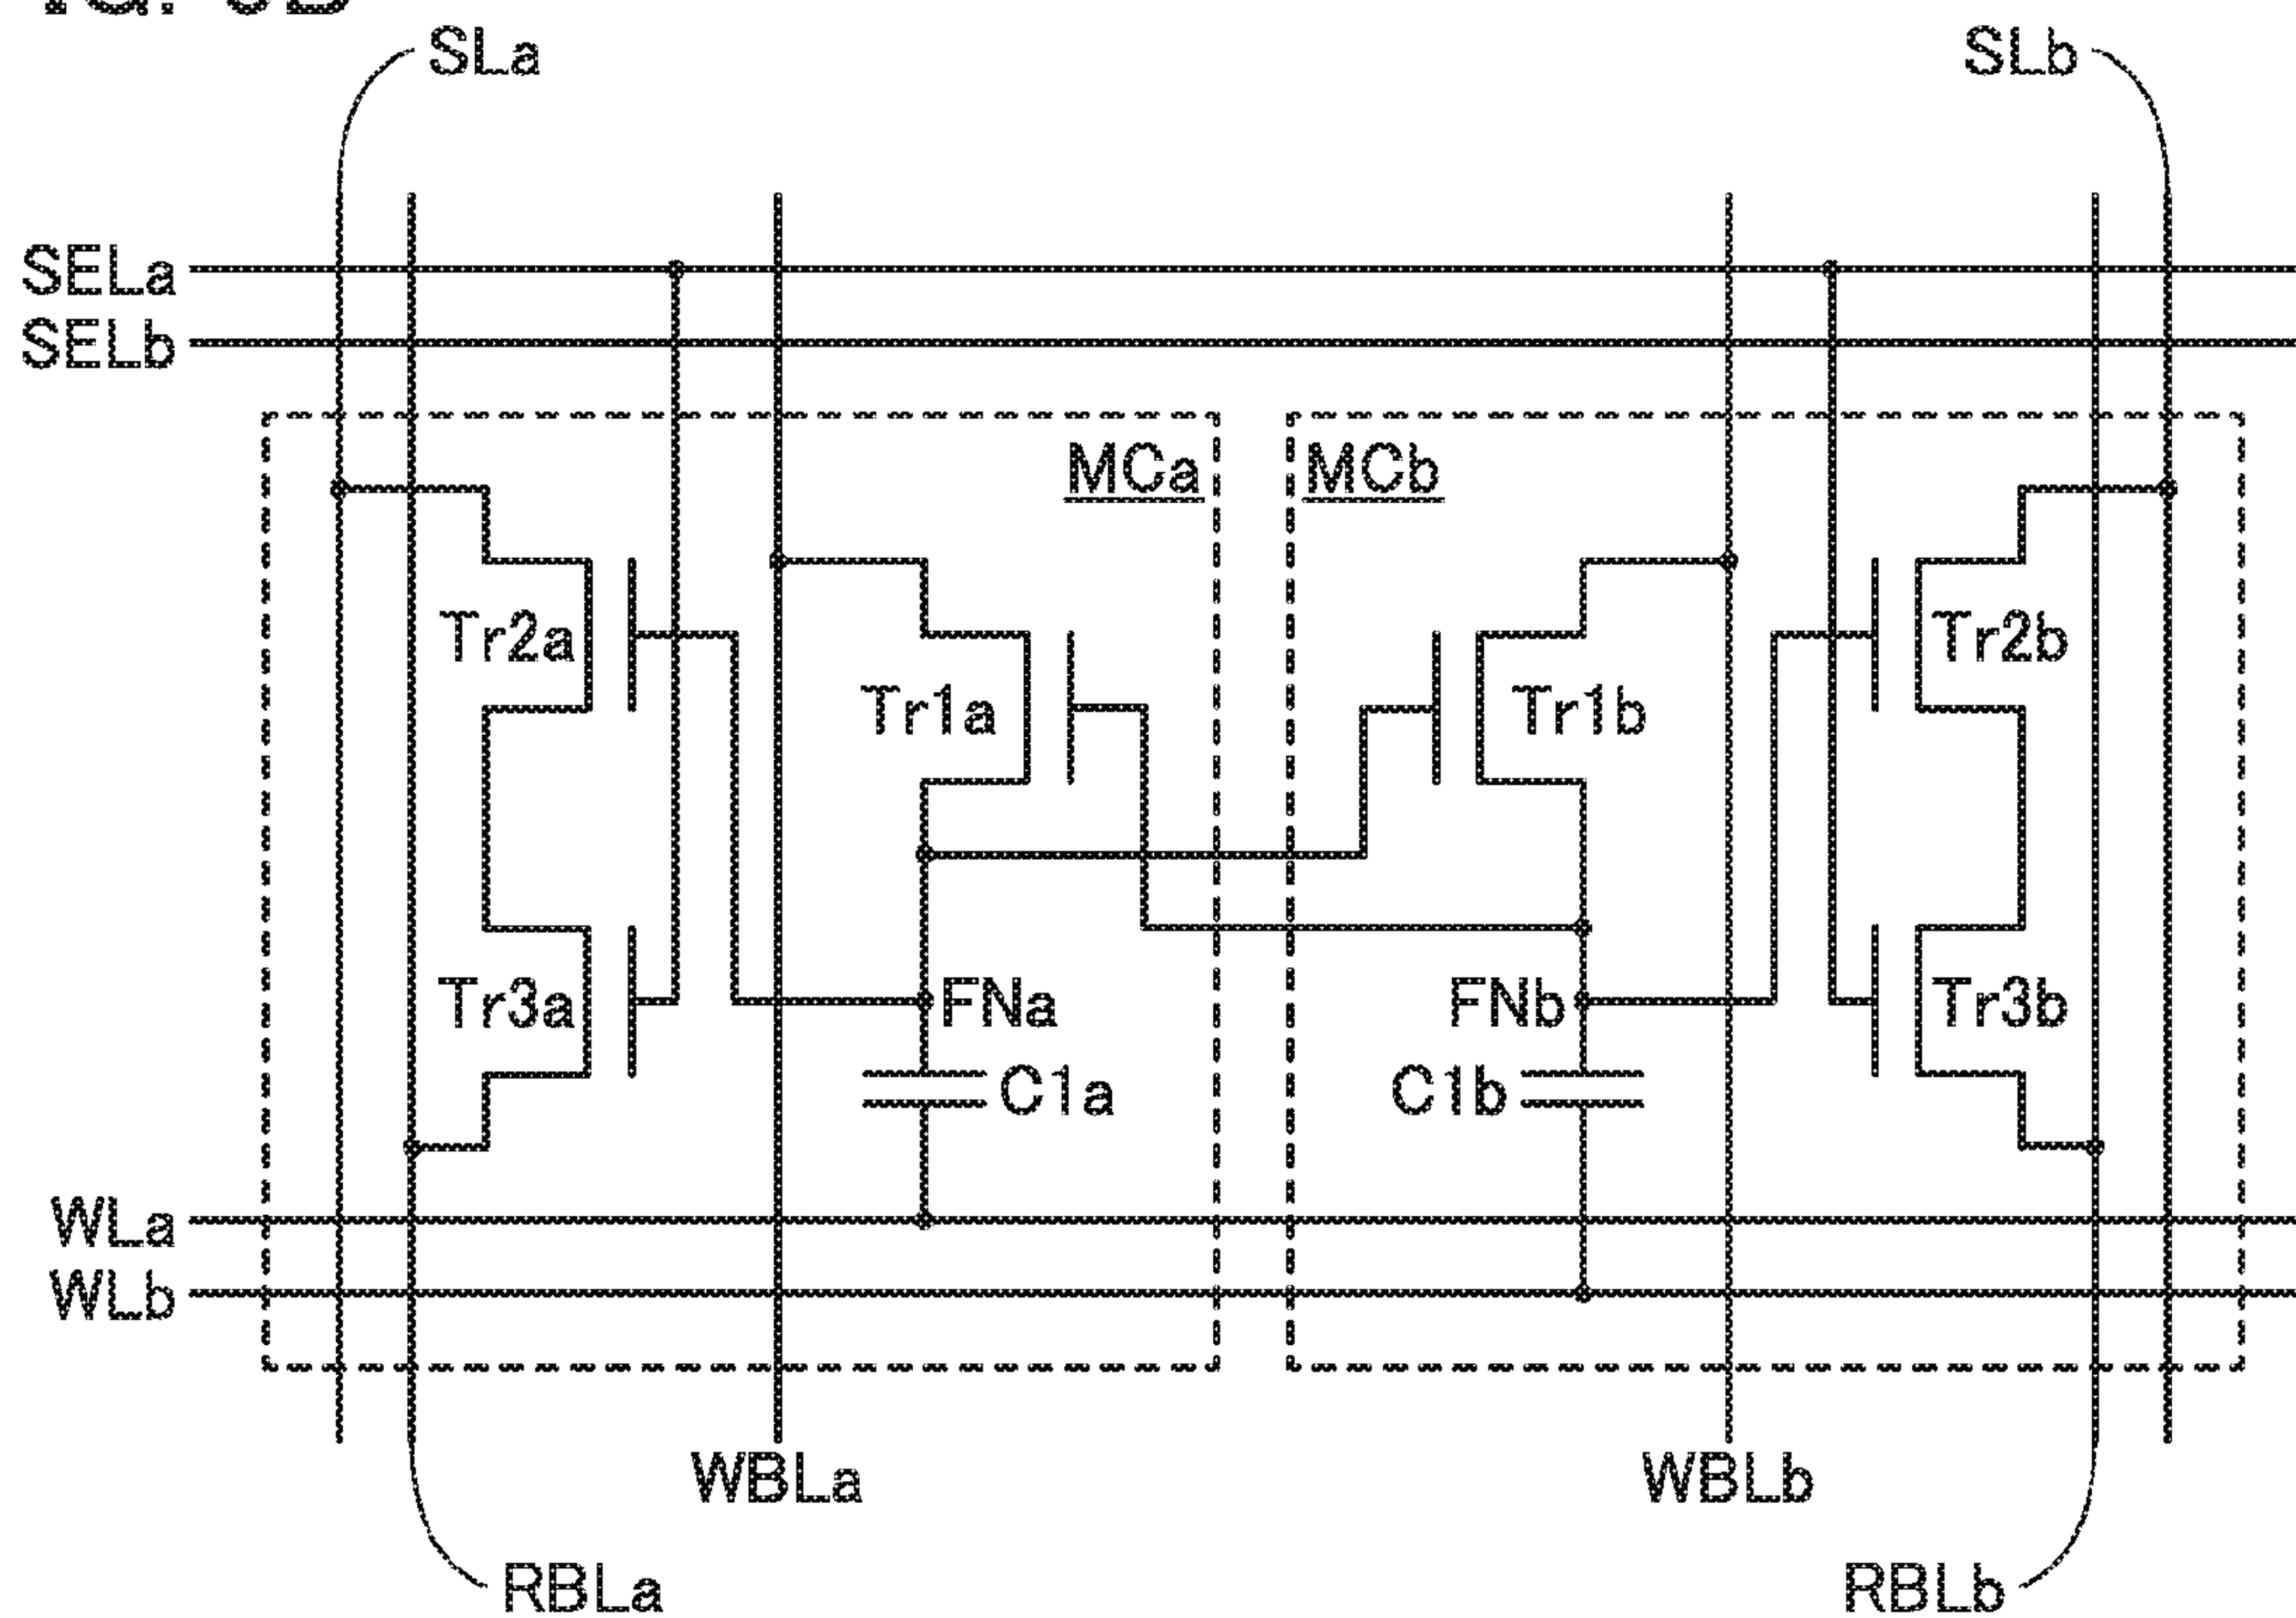 SLa
SLb
SELa
SELb
MCa
MCb
Tr2a
Tr1a
Tr1b
Tr2b
Tr3a
FNa
FNb
Tr3b
C1a
C1b
WLa
WLb
WBLa
WBLb
RBLa
RBLb